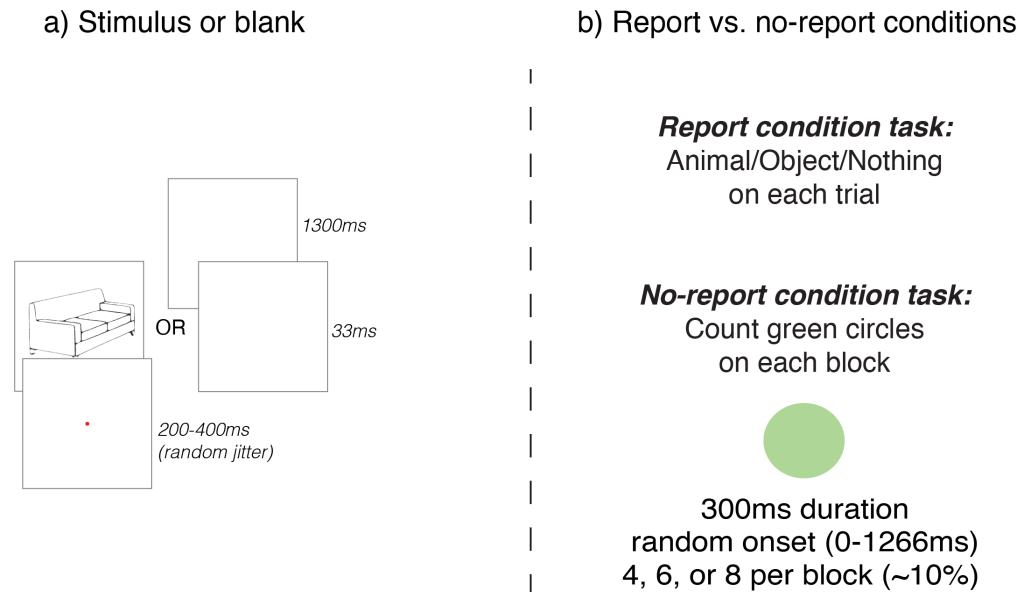 a) Stimulus or blank
1300ms
OR
33ms
200-400ms
(random jitter)
b) Report vs. no-report conditions
Report condition task:
Animal/Object/Nothing
on each trial
No-report condition task:
Count green circles
on each block
300ms duration
random onset (0-1266ms)
4, 6, or 8 per block (~10%)